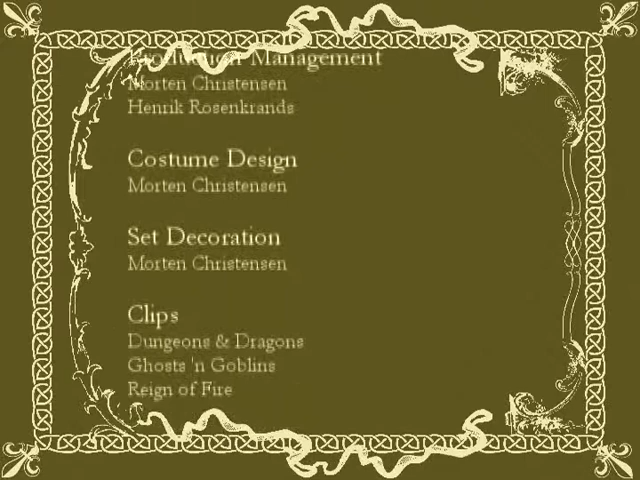 Production Management
Morten Christensen
Henrik Rosenkrands
Costume Design
Morten Christensen
Set Decoration
Morten Christensen
Clips
Dungeons & Dragons
Ghosts 'n Goblins
Reign of Fire